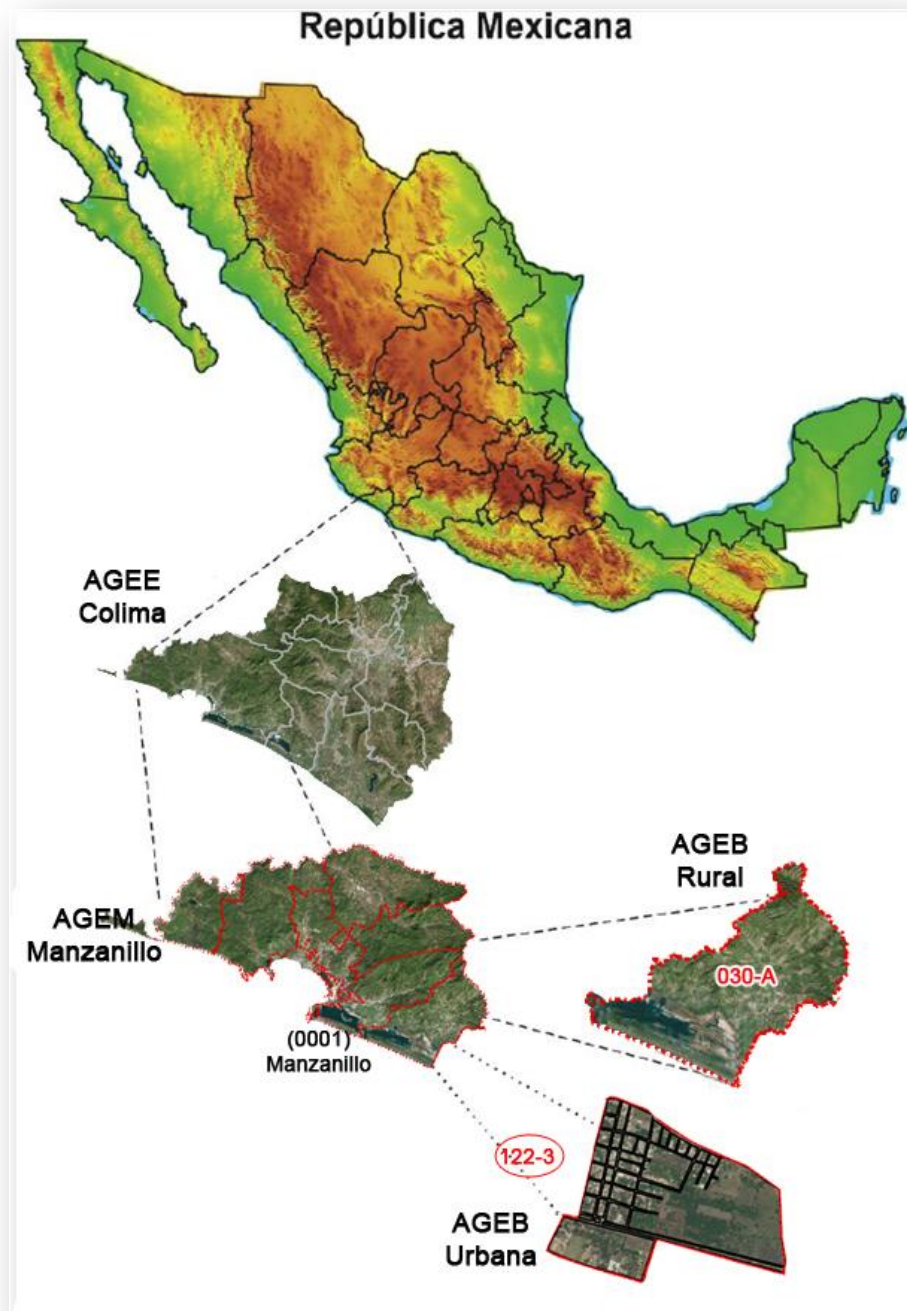 República Mexicana
AGEE
Colima
AGEM
Manzanillo
(0001)
Manzanillo
AGEB
Rural
030-A
122-3
AGEB
Urbana